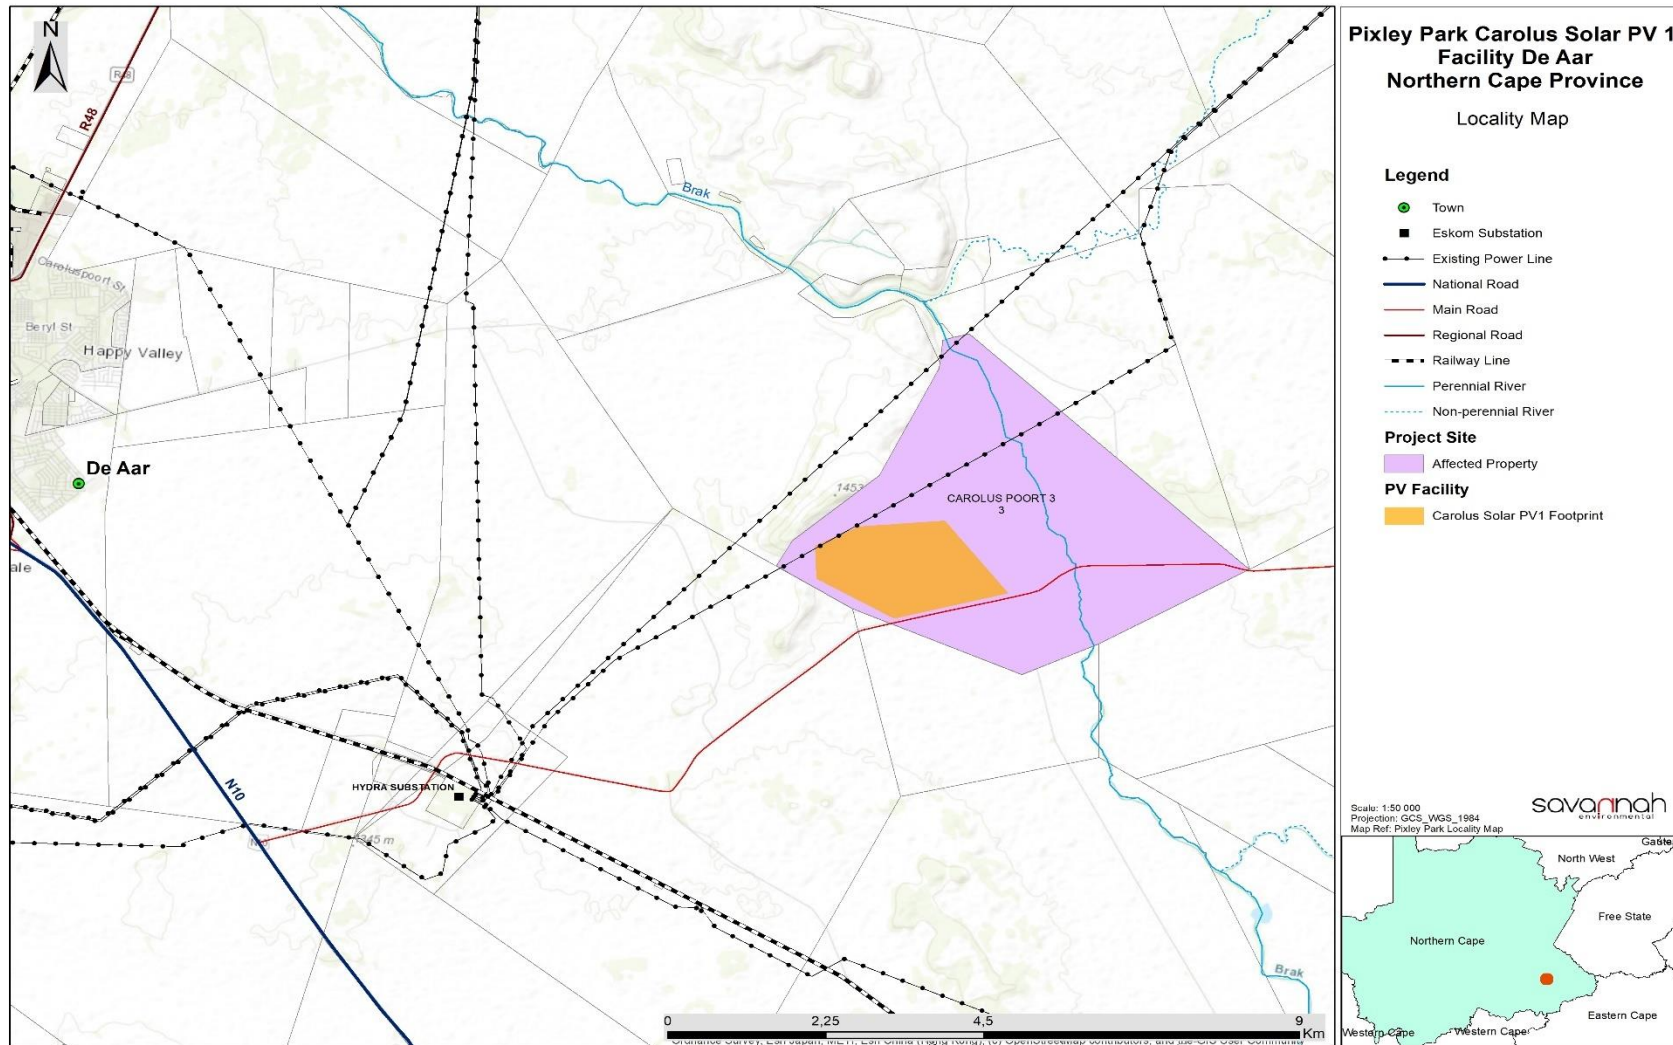 N
R48
R48
Caroluspoort St
Beryl St
Happy Valley
De Aar
ale
N10
HYDRA SUBSTATION
1345 m
Brak
1453
CAROLUS POORT 3
3
Brak
0 2,25 4,5 9
Km
Pixley Park Carolus Solar PV 1
Facility De Aar
Northern Cape Province
Locality Map
Legend
Town
Eskom Substation
Existing Power Line
National Road
Main Road
Regional Road
Railway Line
Perennial River
Non-perennial River
Project Site
Affected Property
PV Facility
Carolus Solar PV1 Footprint
Scale: 1:50 000
Projection: GCS_WGS_1984
Map Ref: Pixley Park Locality Map
savannah
environmental
North West
Free State
Northern Cape
Eastern Cape
Western Cape
Western Cape